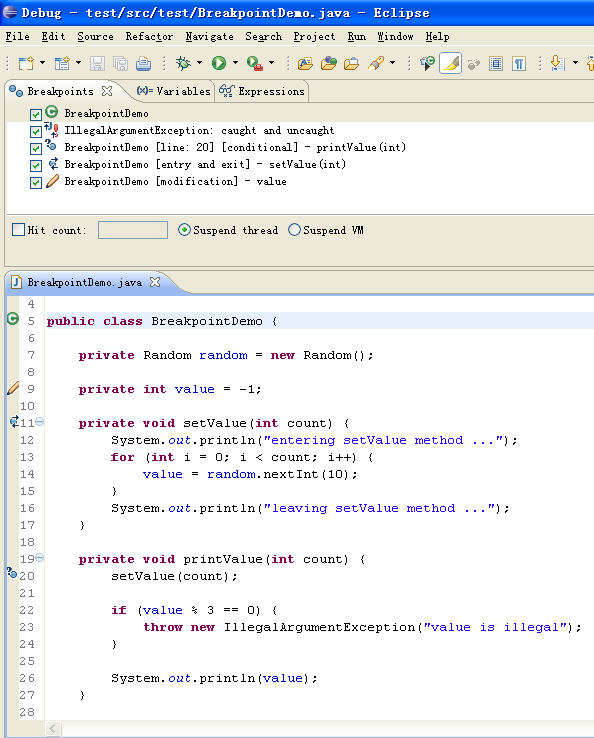 Debug - test/src/test/BreakpointDemo.java - Eclipse
File Edit Source Refactor Navigate Search Project Run Window Help
Breakpoints (x)= Variables Expressions
BreakpointDemo
IllegalArgumentException: caught and uncaught
BreakpointDemo [line: 20] [conditional] - printValue(int)
BreakpointDemo [entry and exit] - setValue(int)
BreakpointDemo [modification] - value
Hit count: Suspend thread Suspend VM
BreakpointDemo.java
4
5 public class BreakpointDemo {
6
7 private Random random = new Random();
8
9 private int value = -1;
10
11 private void setValue(int count) {
12 System.out.println("entering setValue method ...");
13 for (int i = 0; i < count; i++) {
14 value = random.nextInt(10);
15 }
16 System.out.println("leaving setValue method ...");
17 }
18
19 private void printValue(int count) {
20 setValue(count);
21
22 if (value % 3 == 0) {
23 throw new IllegalArgumentException("value is illegal");
24 }
25
26 System.out.println(value);
27 }
28